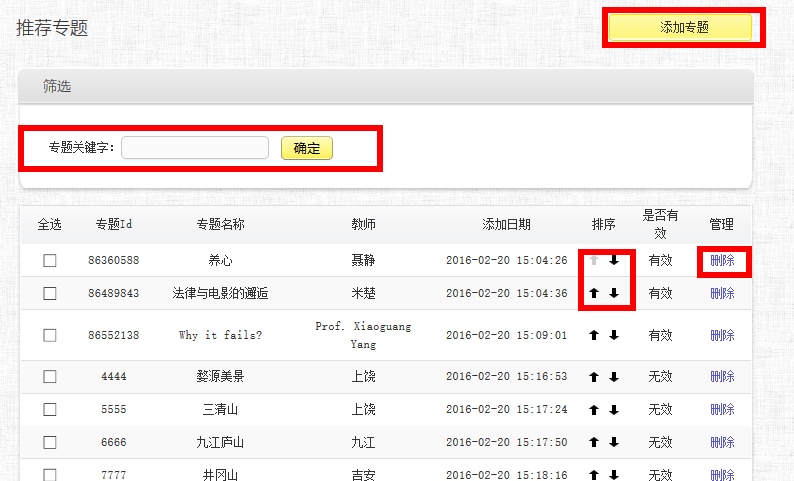 推荐专题
添加专题
筛选
专题关键字: 确定
全选 专题Id 专题名称 教师 添加日期 排序 是否有效 管理
86360588 养心 聂静 2016-02-20 15:04:26 有效 删除
86489843 法律与电影的邂逅 米楚 2016-02-20 15:04:36 有效 删除
86552138 Why it fails? Prof. Xiaoguang Yang 2016-02-20 15:09:01 有效 删除
4444 婺源美景 上饶 2016-02-20 15:16:53 无效 删除
5555 三清山 上饶 2016-02-20 15:17:24 无效 删除
6666 九江庐山 九江 2016-02-20 15:17:50 无效 删除
7777 井冈山 吉安 2016-02-20 15:18:16 无效 删除